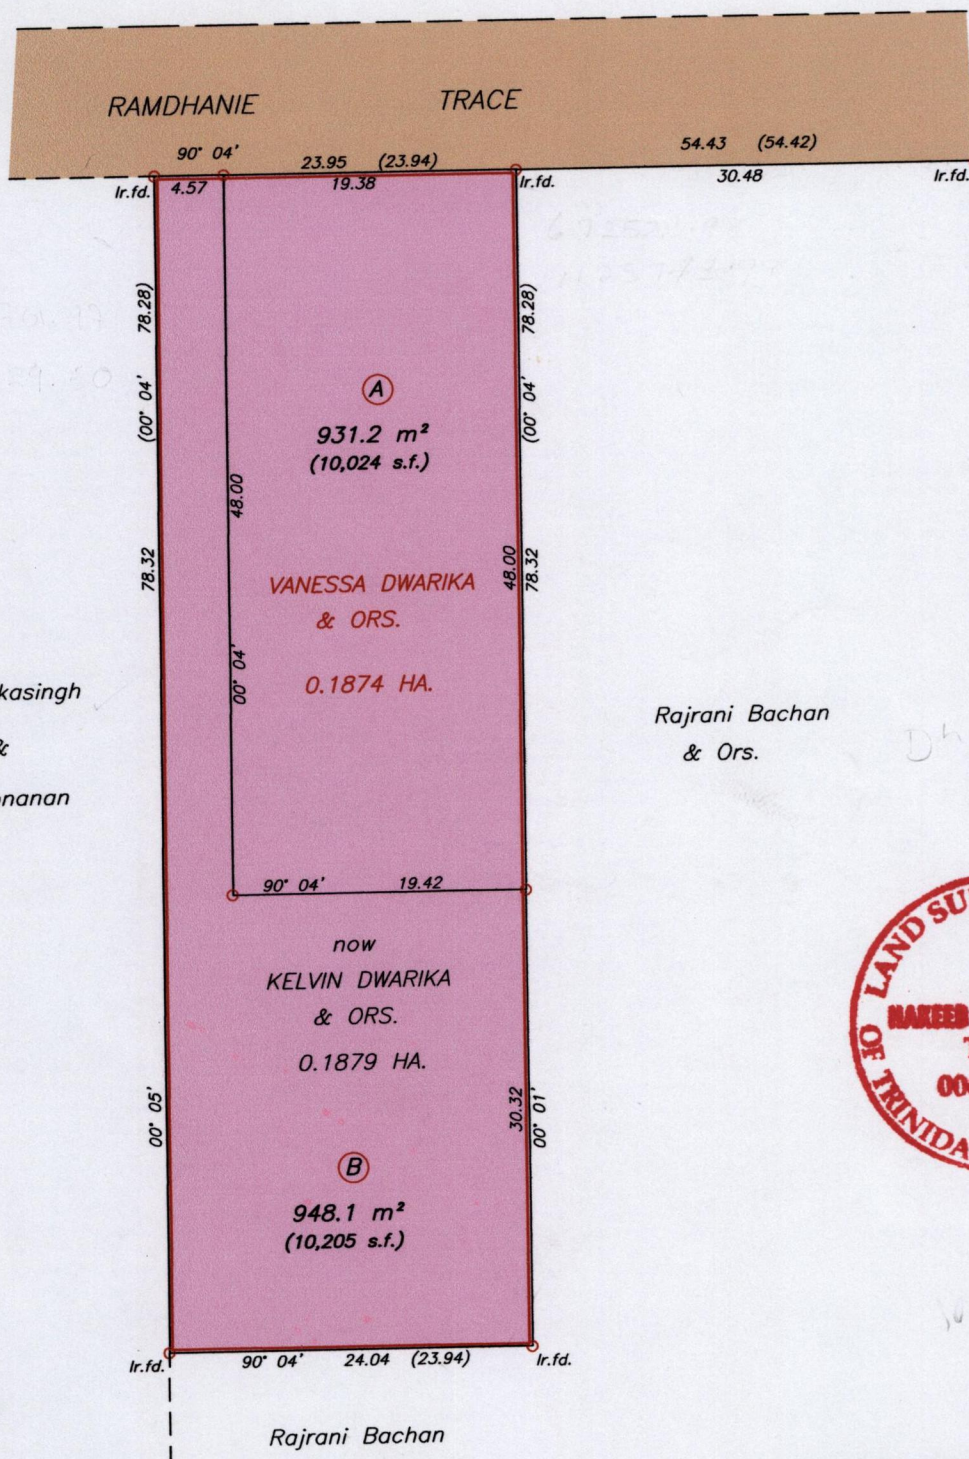 RAMDHANIE TRACE
90° 04'
23.95 (23.94)
54.43 (54.42)
Ir.fd.
4.57
19.38
Ir.fd.
30.48
Ir.fd.
(00° 04' 78.28)
(00° 04' 78.28)
A
931.2 m²
(10,024 s.f.)
48.00
78.32
48.00
78.32
VANESSA DWARIKA
& ORS.
0.1874 HA.
00° 04'
kasingh
&
onanan
Rajrani Bachan
& Ors.
90° 04' 19.42
now
KELVIN DWARIKA
& ORS.
0.1879 HA.
LAND SU
OF TRINIDA
00° 05'
30.32
00° 01'
B
948.1 m²
(10,205 s.f.)
Ir.fd.
90° 04' 24.04 (23.94)
Ir.fd.
Rajrani Bachan